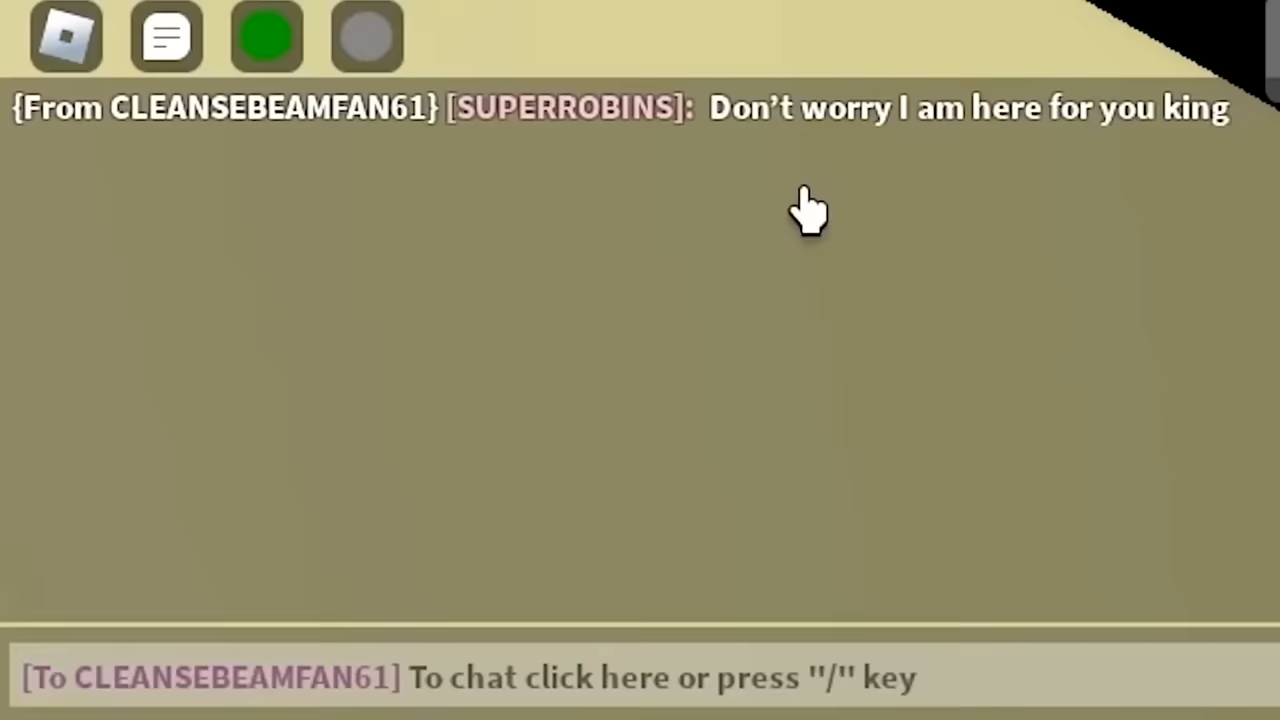 {From CLEANSEBEAMFAN61} [SUPERROBINS]: Don’t worry I am here for you king
[To CLEANSEBEAMFAN61] To chat click here or press "/" key